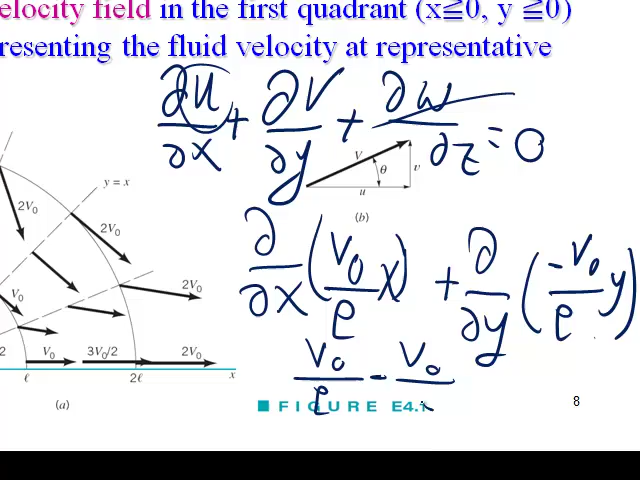 elocity field in the first quadrant (x≧0, y ≧0)
resenting the fluid velocity at representative
∂u/∂x + ∂v/∂y + ∂w/∂z = 0
V
θ
v
u
y = x
(b)
2V₀
2V₀
∂/∂x (V₀/ℓ x) + ∂/∂y (-V₀/ℓ y)
V₀
2V₀
2
V₀
3V₀/2
2V₀
V₀/ℓ - V₀/
ℓ
2ℓ
x
(a)
FIGURE E4.1
8